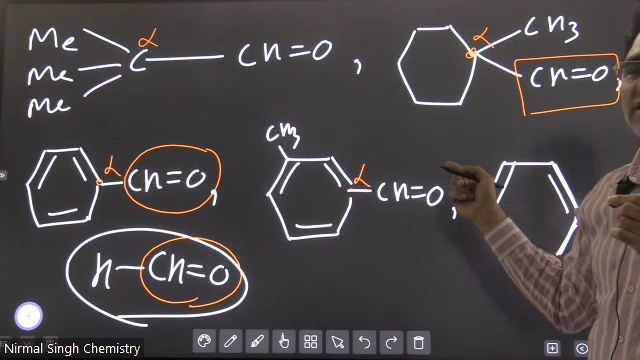 Me
Me
Me
C
α
CH=O
,
α
CH3
CH=O
α
CH=O,
CH3
α
CH=O
,
H-CH=O
Nirmal Singh Chemistry